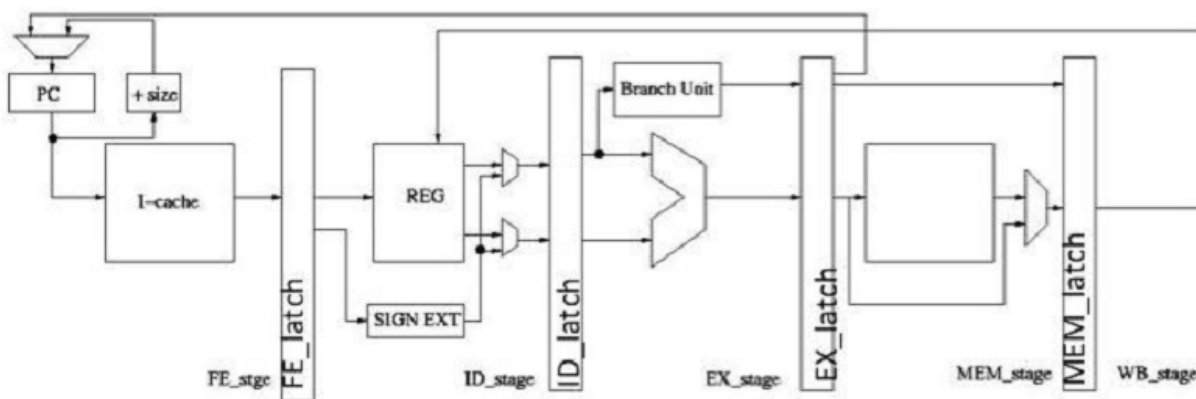 PC
+ size
I-cache
FE_stge
FE_latch
REG
SIGN EXT
ID_stage
ID_latch
Branch Unit
EX_stage
EX_latch
MEM_stage
MEM_latch
WB_stage